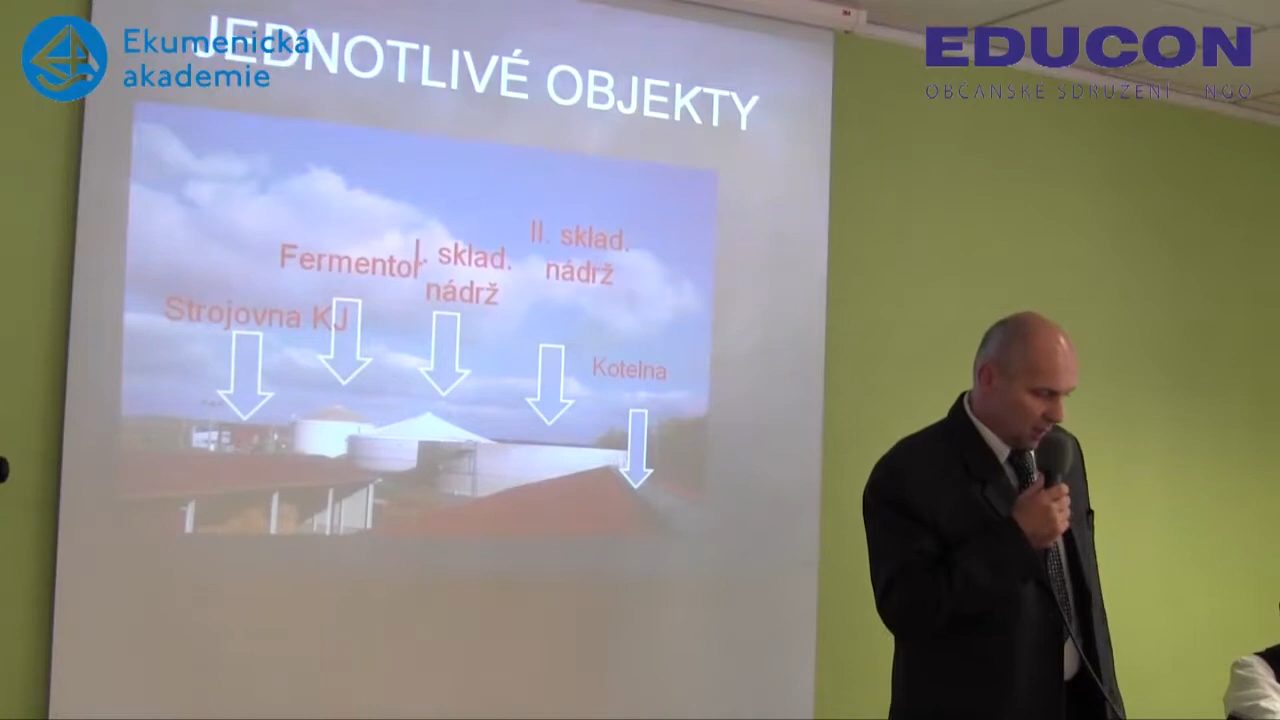 Ekumenická
akademie
EDUCON
OBČANSKÉ SDRUŽENÍ - NGO
JEDNOTLIVÉ OBJEKTY
II. sklad.
nádrž
I. sklad.
nádrž
Fermentor
Strojovna KJ
Kotelna